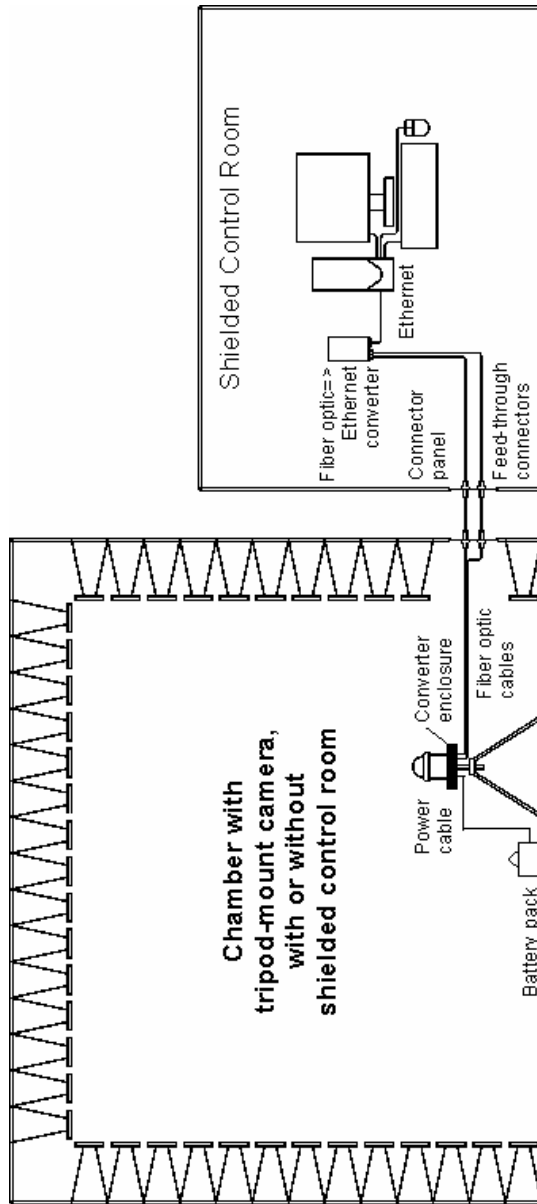 Shielded Control Room
Fiber optic=>
Ethernet
converter
Ethernet
Connector
panel
Feed-through
connectors
Chamber with
tripod-mount camera,
with or without
shielded control room
Converter
enclosure
Power
cable
Fiber optic
cables
Battery pack